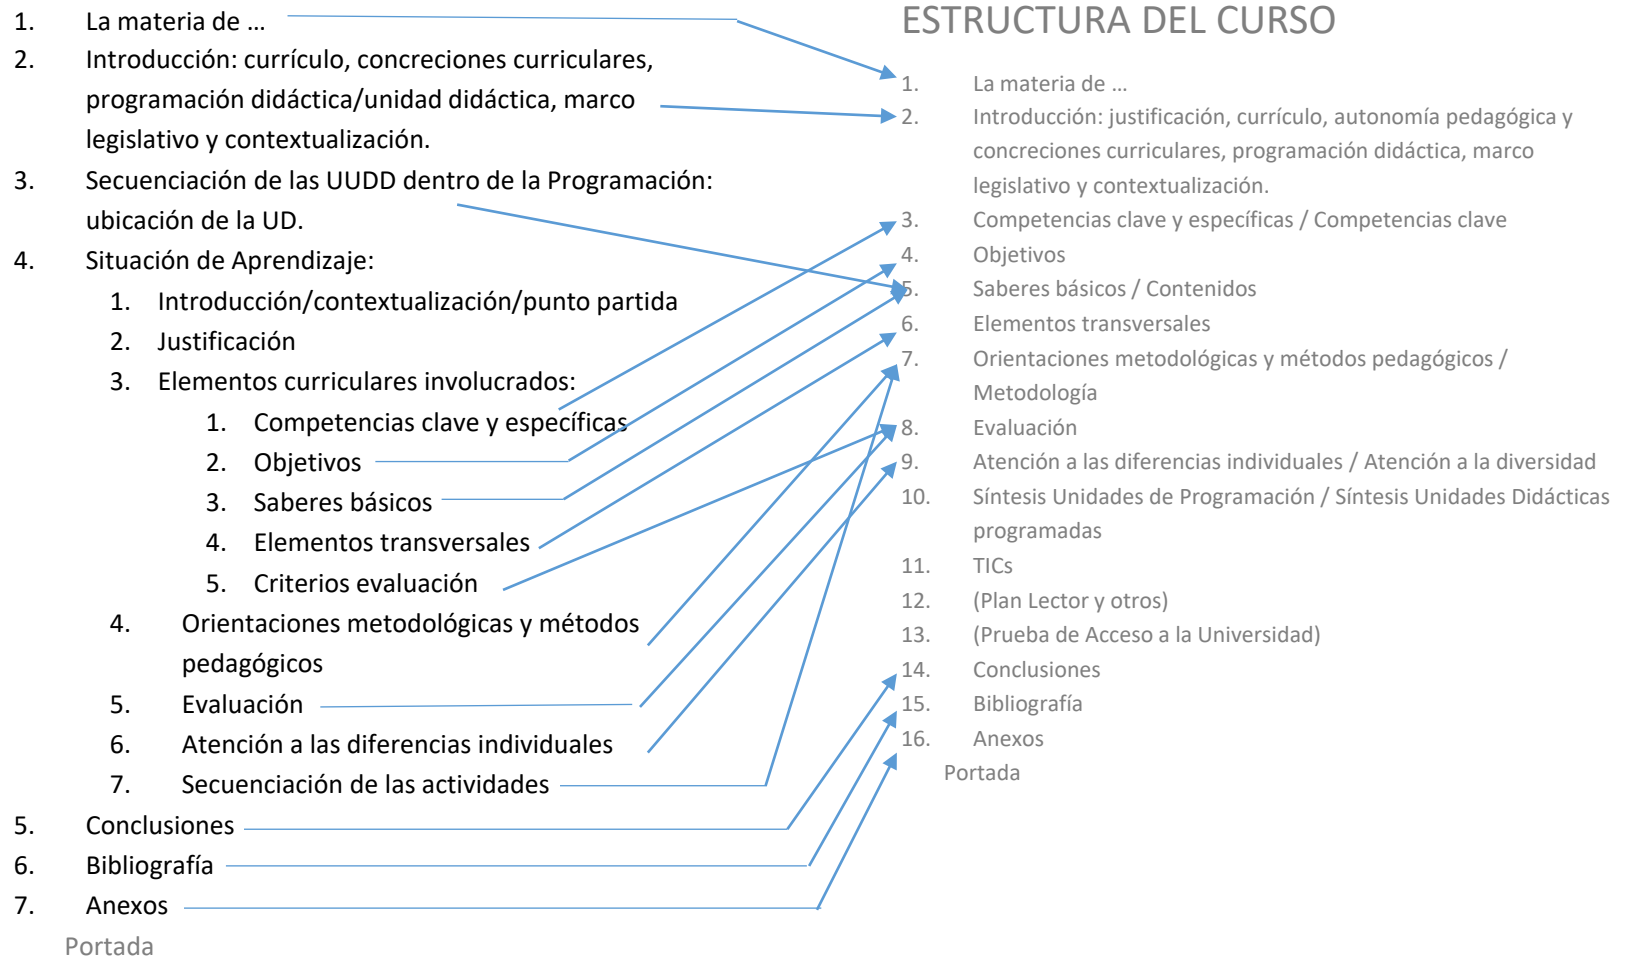 1. La materia de …
2. Introducción: currículo, concreciones curriculares,
programación didáctica/unidad didáctica, marco
legislativo y contextualización.
3. Secuenciación de las UUDD dentro de la Programación:
ubicación de la UD.
4. Situación de Aprendizaje:
1. Introducción/contextualización/punto partida
2. Justificación
3. Elementos curriculares involucrados:
1. Competencias clave y específicas
2. Objetivos
3. Saberes básicos
4. Elementos transversales
5. Criterios evaluación
4. Orientaciones metodológicas y métodos
pedagógicos
5. Evaluación
6. Atención a las diferencias individuales
7. Secuenciación de las actividades
5. Conclusiones
6. Bibliografía
7. Anexos
Portada
ESTRUCTURA DEL CURSO
1. La materia de …
2. Introducción: justificación, currículo, autonomía pedagógica y
concreciones curriculares, programación didáctica, marco
legislativo y contextualización.
3. Competencias clave y específicas / Competencias clave
4. Objetivos
5. Saberes básicos / Contenidos
6. Elementos transversales
7. Orientaciones metodológicas y métodos pedagógicos /
Metodología
8. Evaluación
9. Atención a las diferencias individuales / Atención a la diversidad
10. Síntesis Unidades de Programación / Síntesis Unidades Didácticas
programadas
11. TICs
12. (Plan Lector y otros)
13. (Prueba de Acceso a la Universidad)
14. Conclusiones
15. Bibliografía
16. Anexos
Portada